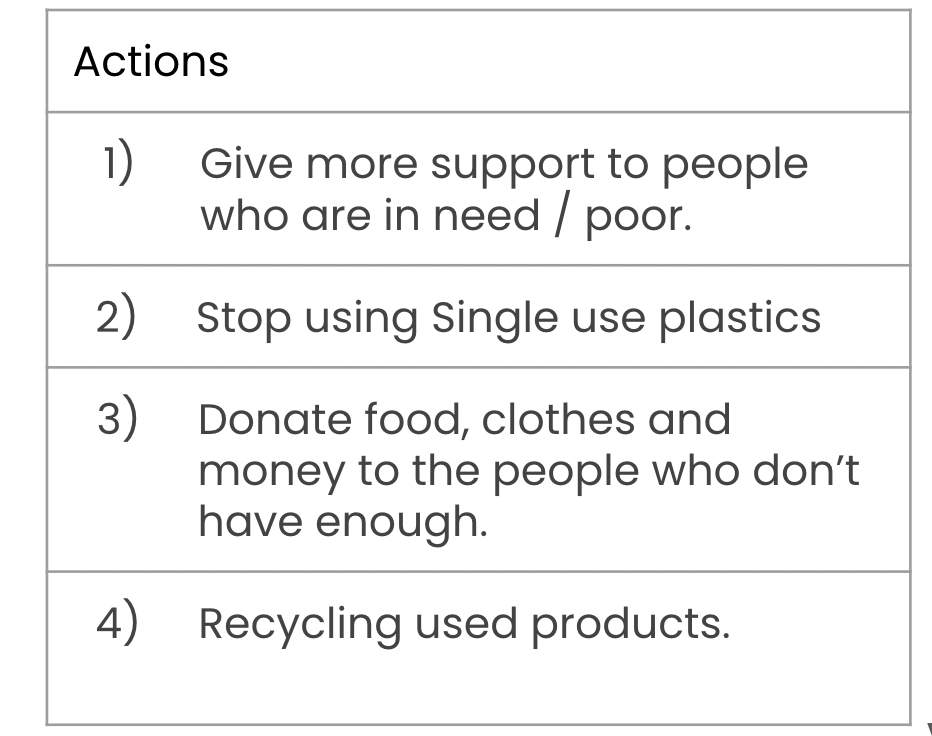 Actions
1) Give more support to people
who are in need / poor.
2) Stop using Single use plastics
3) Donate food, clothes and
money to the people who don’t
have enough.
4) Recycling used products.